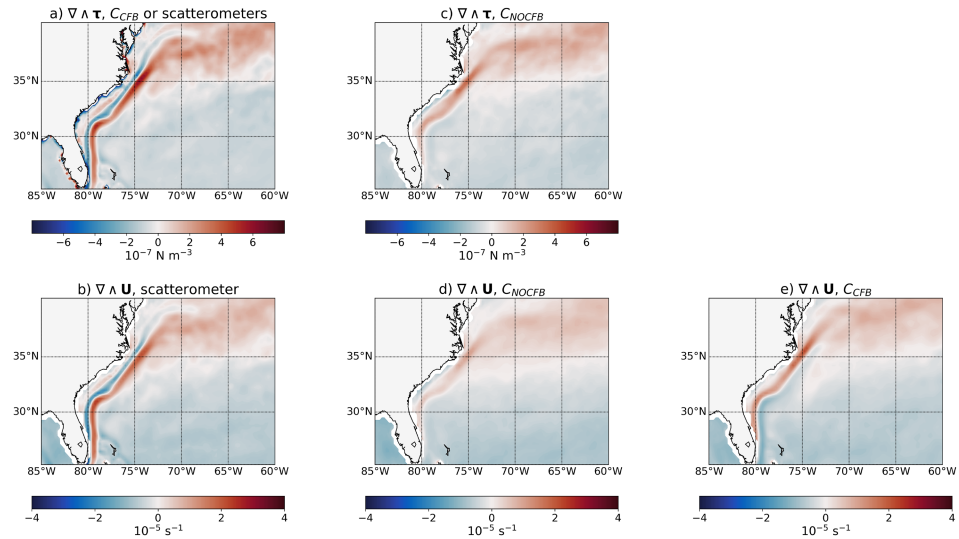 a) ∇ ∧ τ, C_CFB or scatterometers
c) ∇ ∧ τ, C_NOCFB
35°N
30°N
85°W 80°W 75°W 70°W 65°W 60°W
35°N
30°N
85°W 80°W 75°W 70°W 65°W 60°W
−6 −4 −2 0 2 4 6
10⁻⁷ N m⁻³
−6 −4 −2 0 2 4 6
10⁻⁷ N m⁻³
b) ∇ ∧ U, scatterometer
d) ∇ ∧ U, C_NOCFB
e) ∇ ∧ U, C_CFB
35°N
30°N
85°W 80°W 75°W 70°W 65°W 60°W
35°N
30°N
85°W 80°W 75°W 70°W 65°W 60°W
35°N
30°N
85°W 80°W 75°W 70°W 65°W 60°W
−4 −2 0 2 4
10⁻⁵ s⁻¹
−4 −2 0 2 4
10⁻⁵ s⁻¹
−4 −2 0 2 4
10⁻⁵ s⁻¹